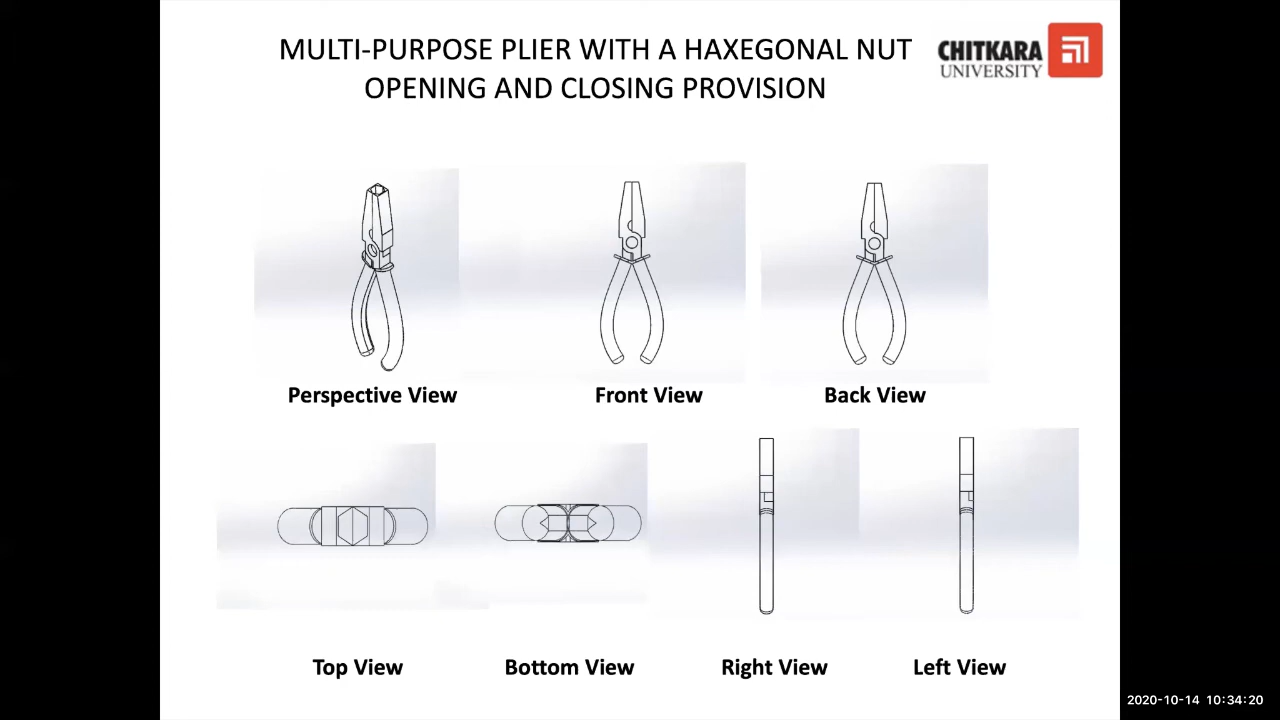 MULTI-PURPOSE PLIER WITH A HAXEGONAL NUT
OPENING AND CLOSING PROVISION
CHITKARA
UNIVERSITY
Perspective View
Front View
Back View
Top View
Bottom View
Right View
Left View
2020-10-14 10:34:20